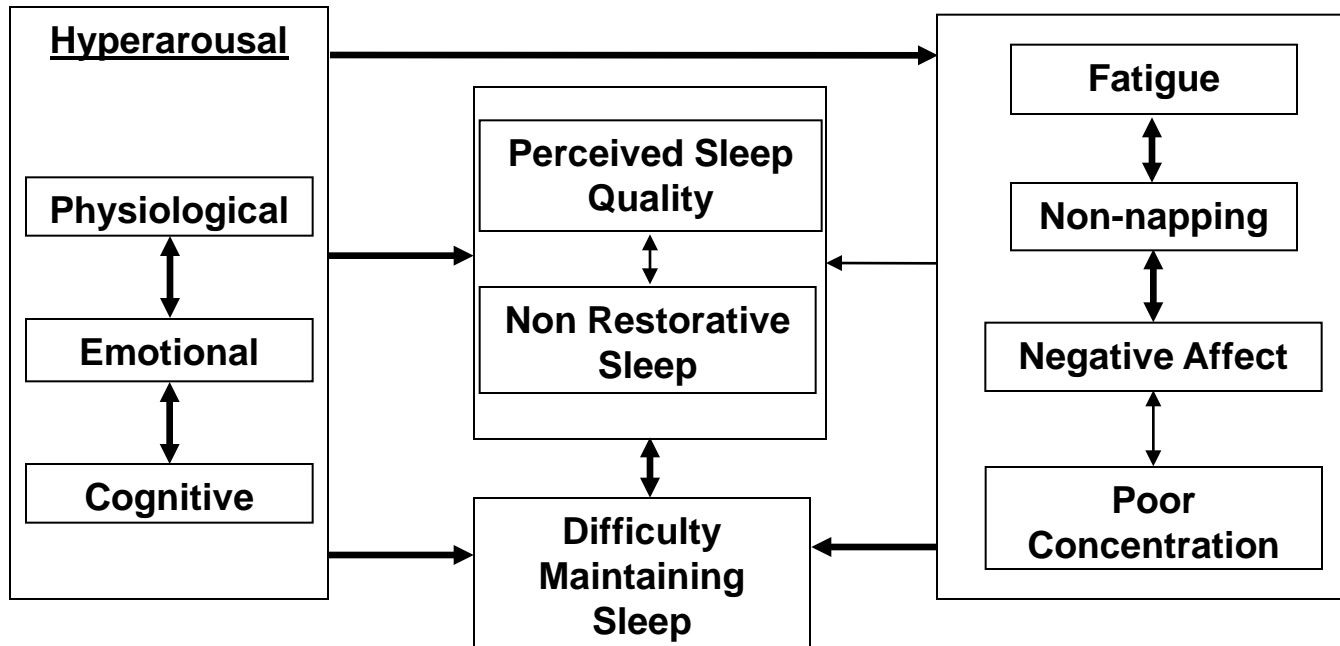 Hyperarousal
Physiological
Emotional
Cognitive
Perceived Sleep
Quality
Non Restorative
Sleep
Difficulty
Maintaining
Sleep
Fatigue
Non-napping
Negative Affect
Poor
Concentration